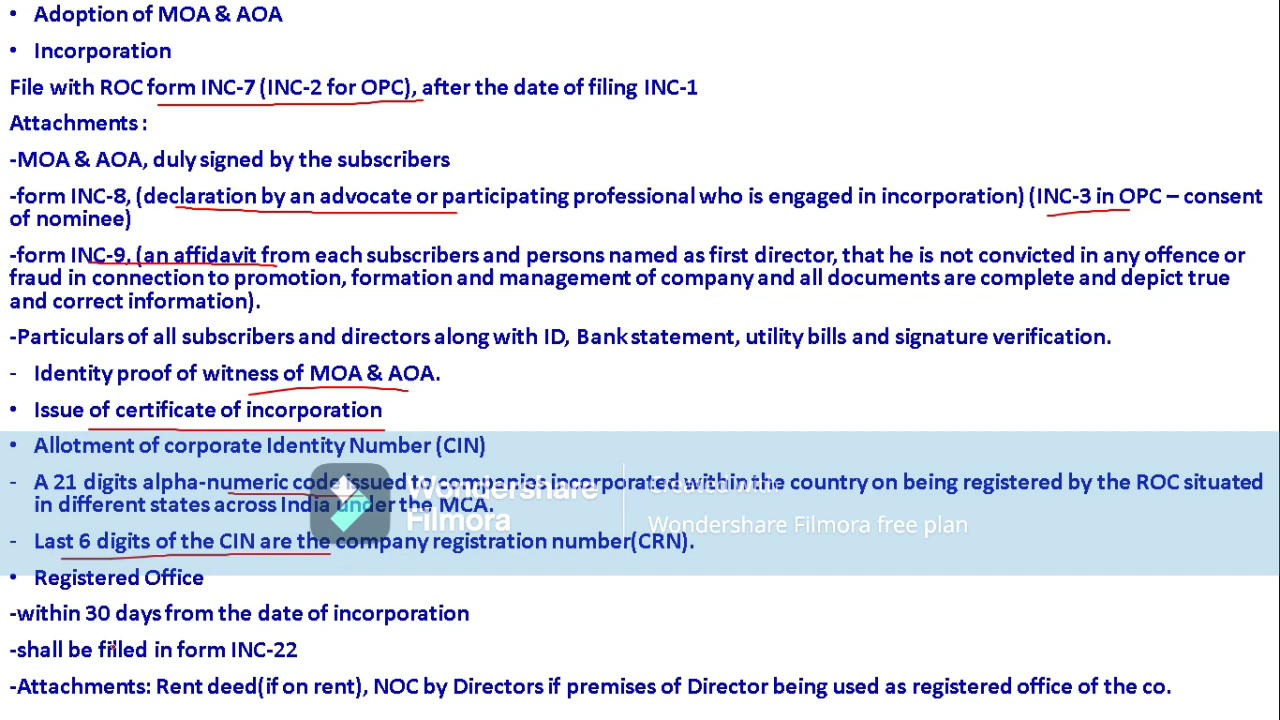 • Adoption of MOA & AOA
• Incorporation
File with ROC form INC-7 (INC-2 for OPC), after the date of filing INC-1
Attachments :
-MOA & AOA, duly signed by the subscribers
-form INC-8, (declaration by an advocate or participating professional who is engaged in incorporation) (INC-3 in OPC – consent
of nominee)
-form INC-9, (an affidavit from each subscribers and persons named as first director, that he is not convicted in any offence or
fraud in connection to promotion, formation and management of company and all documents are complete and depict true
and correct information).
-Particulars of all subscribers and directors along with ID, Bank statement, utility bills and signature verification.
- Identity proof of witness of MOA & AOA.
• Issue of certificate of incorporation
• Allotment of corporate Identity Number (CIN)
- A 21 digits alpha-numeric code issued to companies incorporated within the country on being registered by the ROC situated
in different states across India under the MCA.
- Last 6 digits of the CIN are the company registration number(CRN).
Wondershare
Filmora
Created with
Wondershare Filmora free plan
• Registered Office
-within 30 days from the date of incorporation
-shall be filled in form INC-22
-Attachments: Rent deed(if on rent), NOC by Directors if premises of Director being used as registered office of the co.